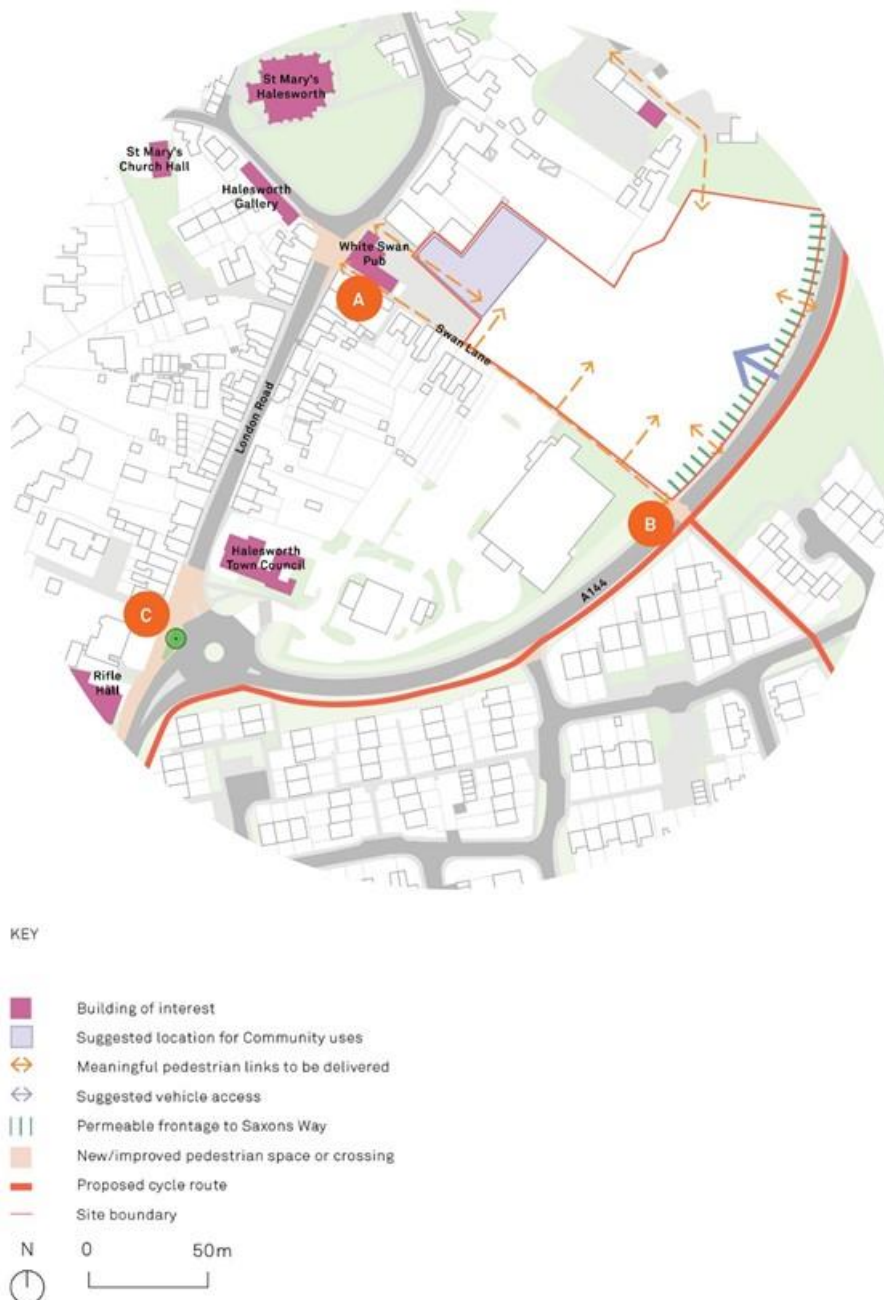 St Mary's
Halesworth
St Mary's
Church Hall
Halesworth
Gallery
White Swan
Pub
A
Swan Lane
London Road
B
Halesworth
Town Council
A144
C
Rifle
Hall
KEY
Building of interest
Suggested location for Community uses
Meaningful pedestrian links to be delivered
Suggested vehicle access
Permeable frontage to Saxons Way
New/improved pedestrian space or crossing
Proposed cycle route
Site boundary
N 0 50m